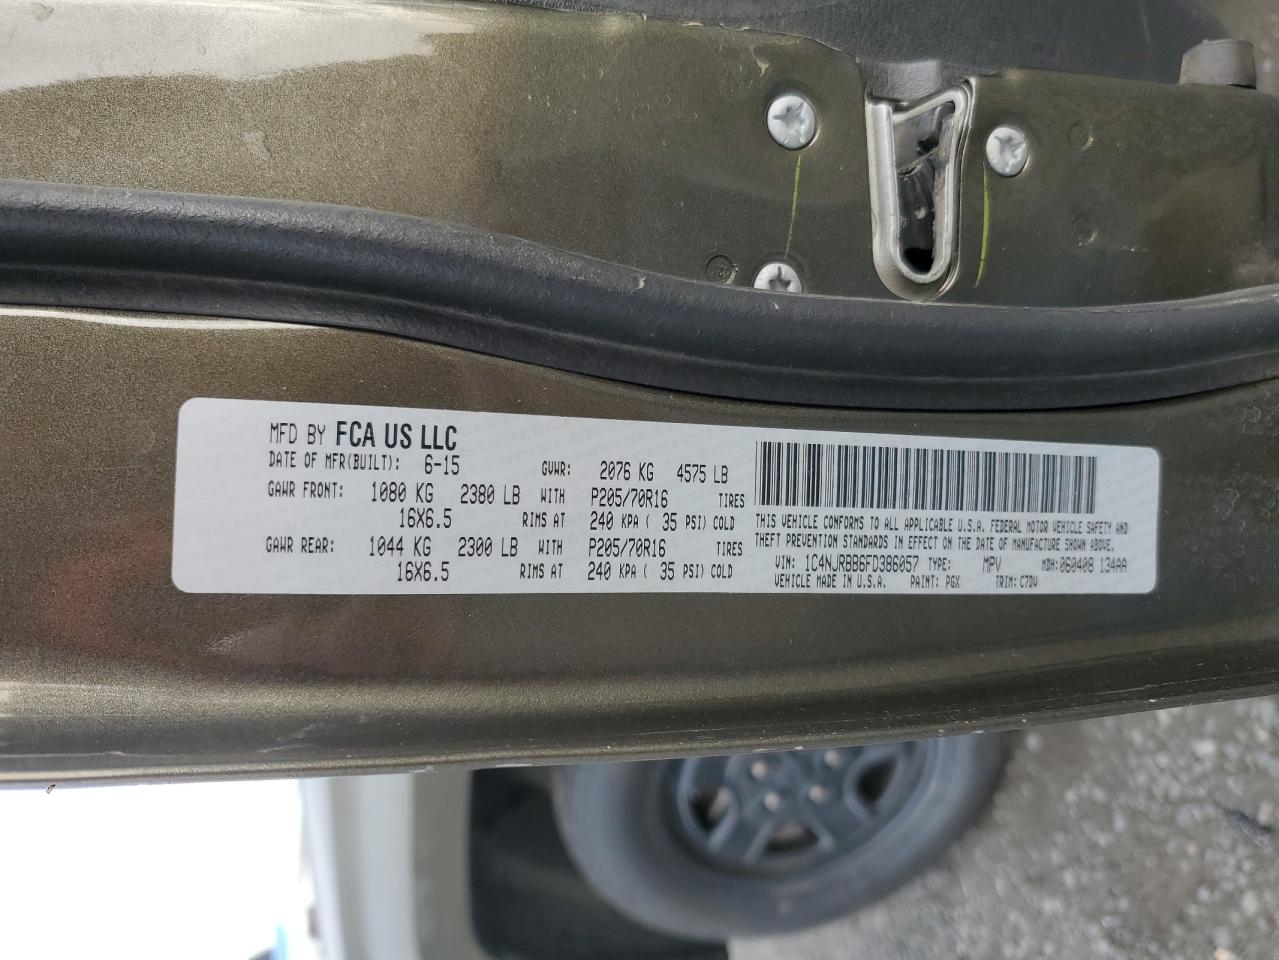 MFD BY FCA US LLC
DATE OF MFR(BUILT): 6-15 GVWR: 2076 KG 4575 LB
GAWR FRONT: 1080 KG 2380 LB WITH P205/70R16 TIRES
16X6.5 RIMS AT 240 KPA ( 35 PSI) COLD
GAWR REAR: 1044 KG 2300 LB WITH P205/70R16 TIRES
16X6.5 RIMS AT 240 KPA ( 35 PSI) COLD
THIS VEHICLE CONFORMS TO ALL APPLICABLE U.S.A. FEDERAL MOTOR VEHICLE SAFETY AND
THEFT PREVENTION STANDARDS IN EFFECT ON THE DATE OF MANUFACTURE SHOWN ABOVE.
VIN: 1C4NJRBB6FD386057 TYPE: MPV MDH: 060408 134AA
VEHICLE MADE IN U.S.A. PAINT: PGX TRIM: C7DV